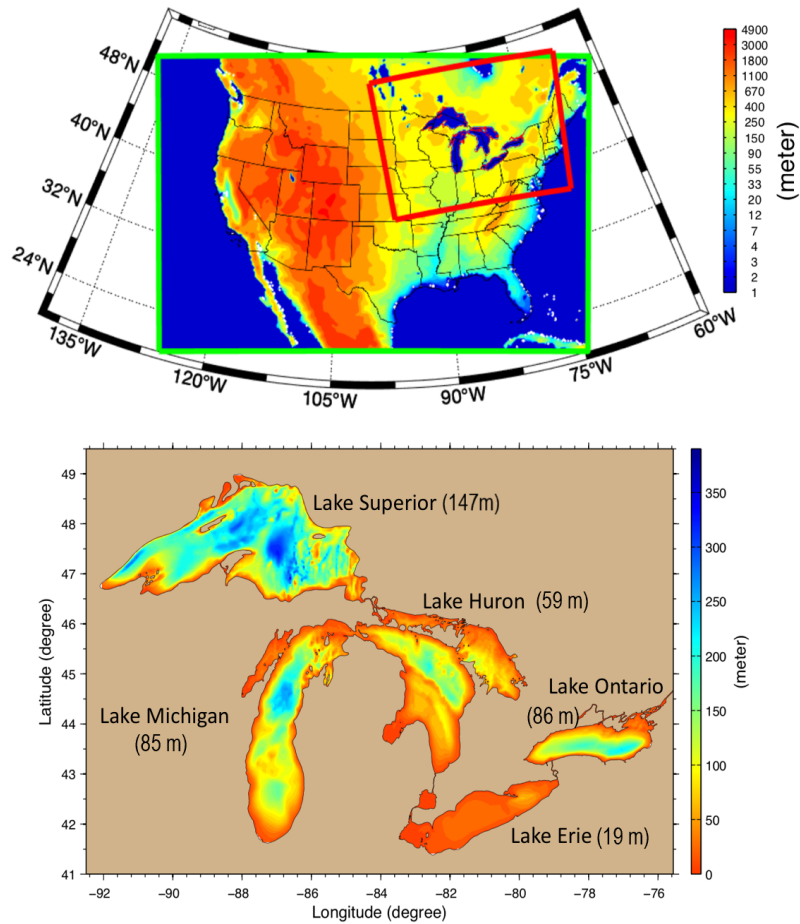 48°N
40°N
32°N
24°N
135°W
120°W
105°W
90°W
75°W
60°W
4900
3000
1800
1100
670
400
250
150
90
55
33
20
12
7
4
3
2
1
(meter)
49
48
47
46
45
44
43
42
41
Latitude (degree)
Lake Superior (147m)
Lake Huron (59 m)
Lake Ontario
(86 m)
Lake Michigan
(85 m)
Lake Erie (19 m)
−92
−90
−88
−86
−84
−82
−80
−78
−76
Longitude (degree)
350
300
250
200
150
100
50
0
(meter)